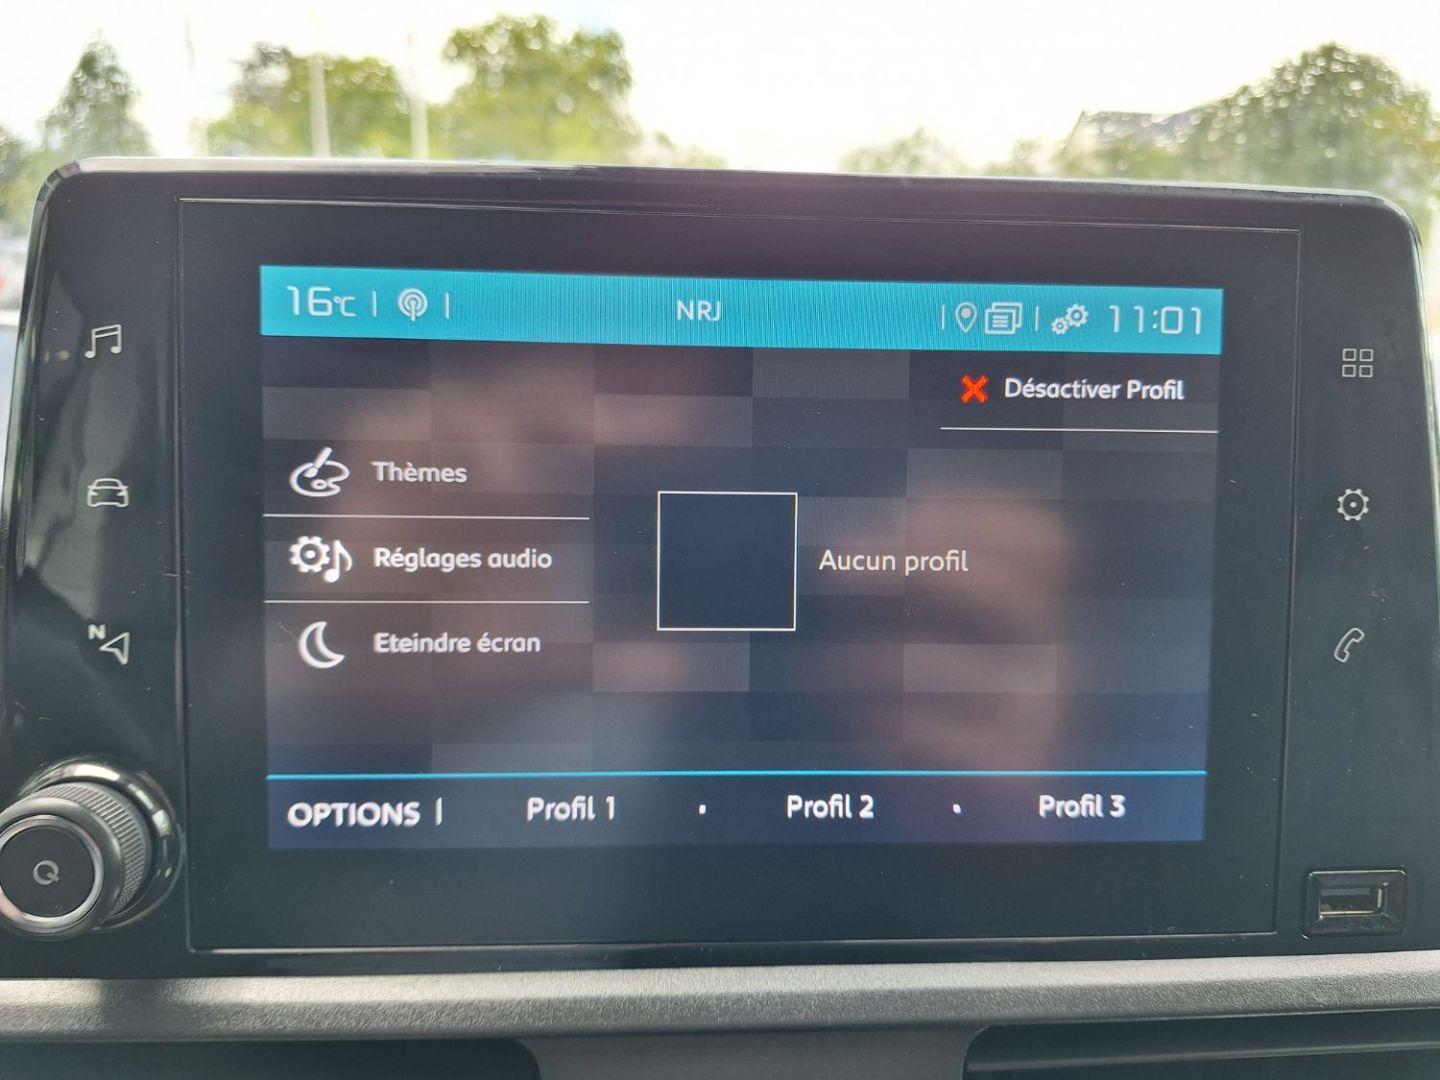 16°C NRJ 11:01
Désactiver Profil
Thèmes
Réglages audio
Aucun profil
Eteindre écran
N
OPTIONS Profil 1 Profil 2 Profil 3